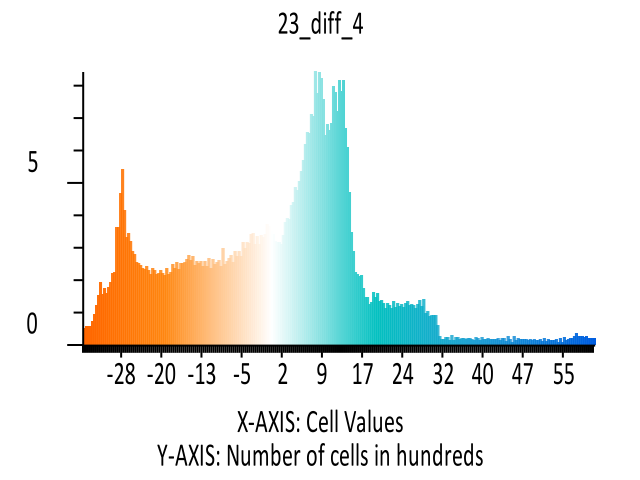 23_diff_4
5
0
-28 -20 -13 -5 2 9 17 24 32 40 47 55
X-AXIS: Cell Values
Y-AXIS: Number of cells in hundreds